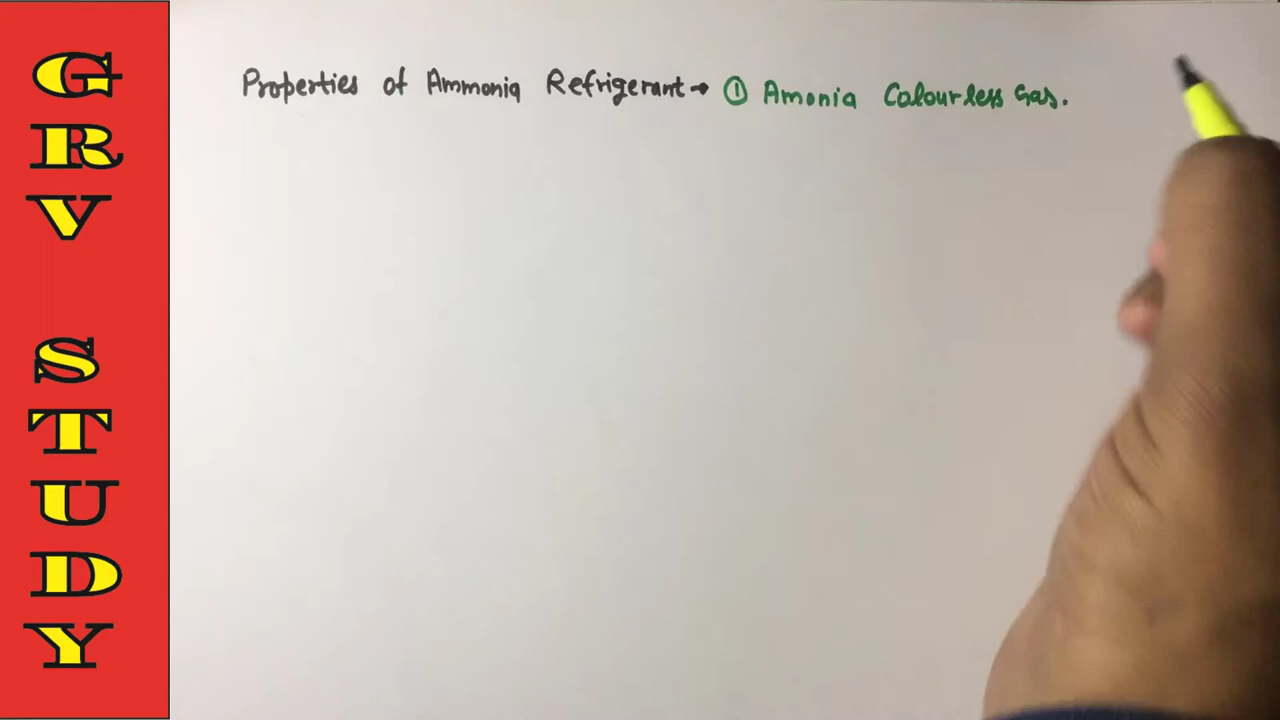 GRV STUDY
Properties of Ammonia Refrigerant → ① Amonia Colourless Gas.